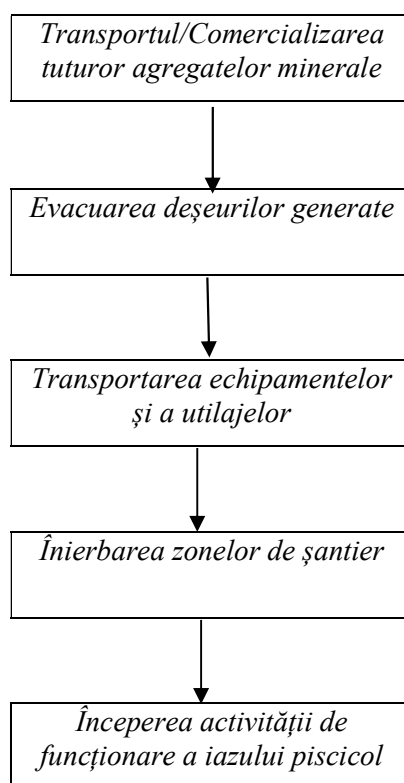 Transportul/Comercializarea
tuturor agregatelor minerale
Evacuarea deșeurilor generate
Transportarea echipamentelor
și a utilajelor
Înierbarea zonelor de șantier
Începerea activității de
funcționare a iazului piscicol